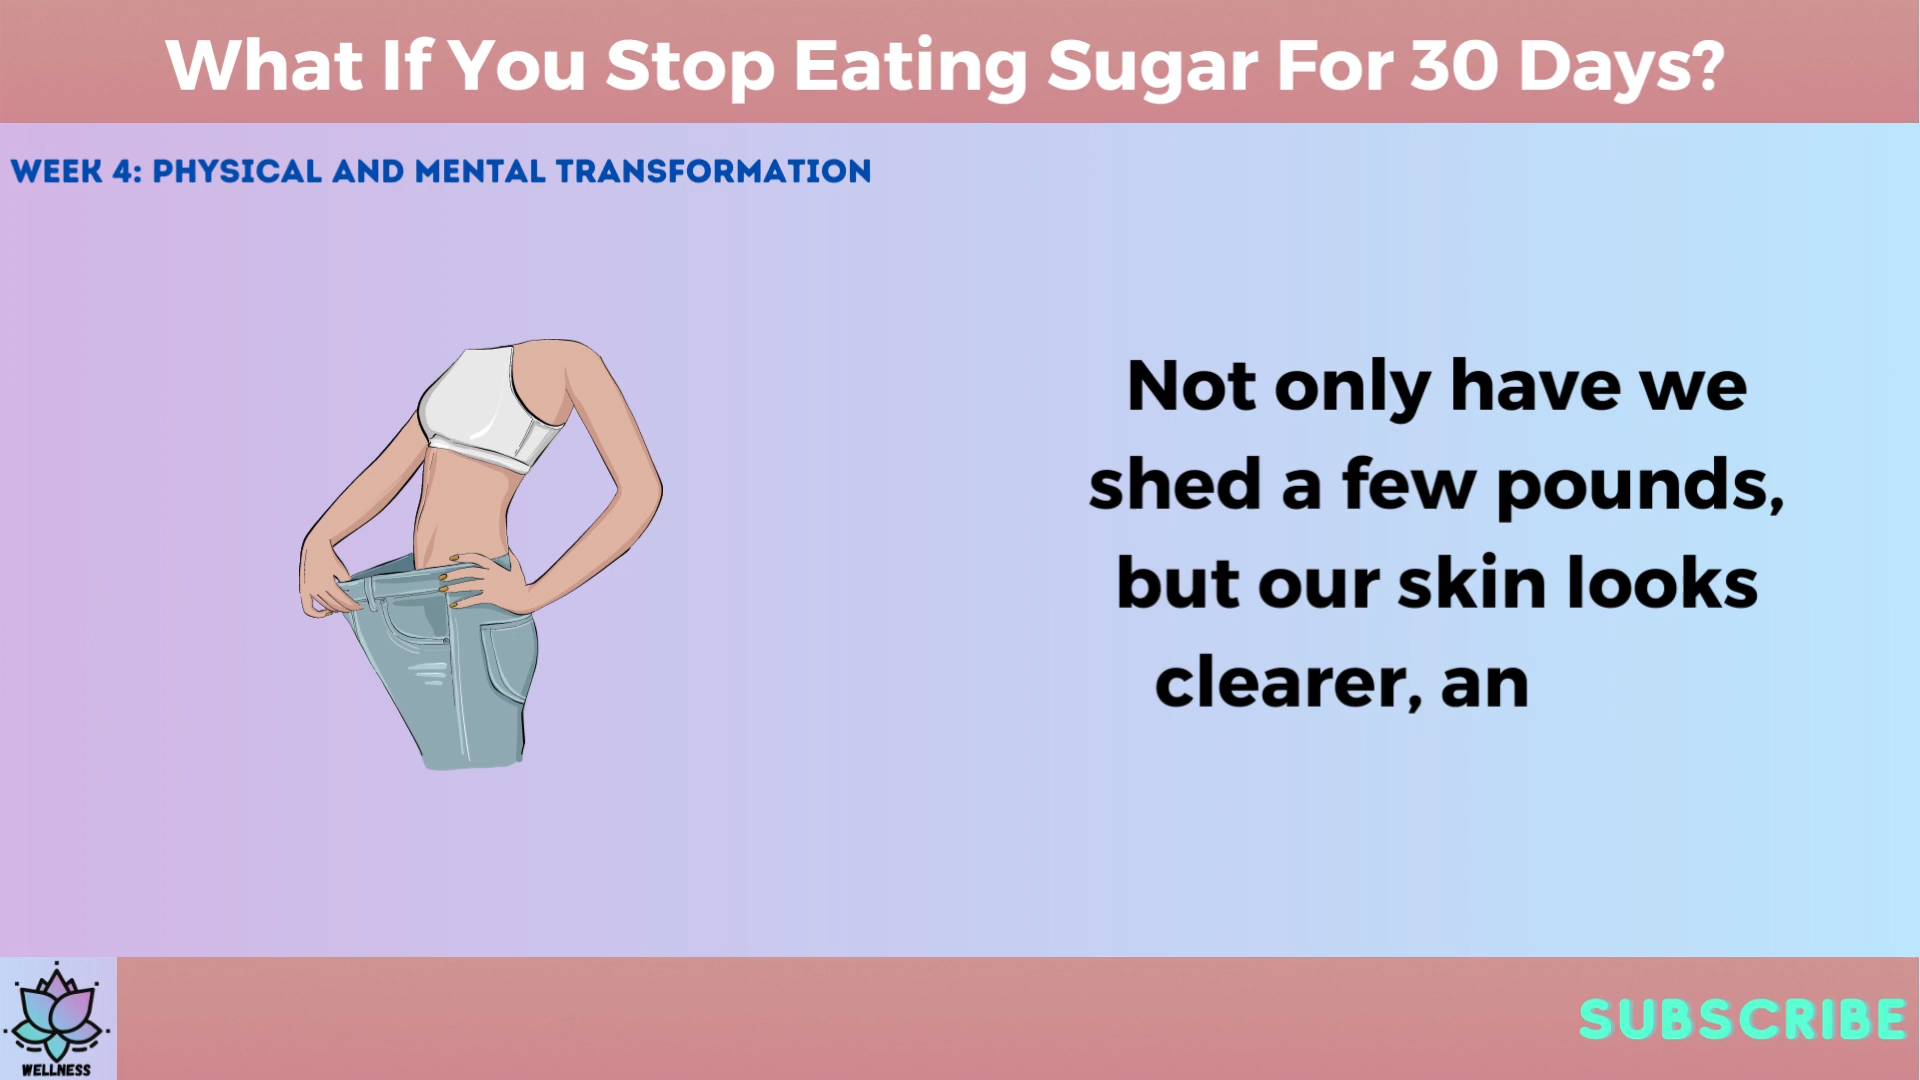 What If You Stop Eating Sugar For 30 Days?
WEEK 4: PHYSICAL AND MENTAL TRANSFORMATION
Not only have we
shed a few pounds,
but our skin looks
clearer, an
WELLNESS
SUBSCRIBE